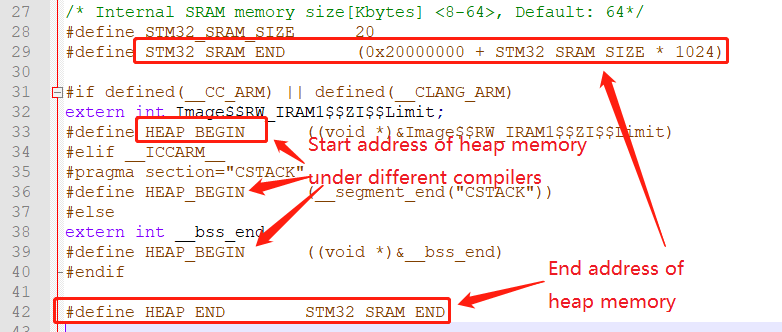 27 /* Internal SRAM memory size[Kbytes] <8-64>, Default: 64*/
28 #define STM32_SRAM_SIZE 20
29 #define STM32_SRAM_END (0x20000000 + STM32_SRAM_SIZE * 1024)
30
31 #if defined(__CC_ARM) || defined(__CLANG_ARM)
32 extern int Image$$RW_IRAM1$$ZI$$Limit;
33 #define HEAP_BEGIN ((void *)&Image$$RW_IRAM1$$ZI$$Limit)
34 #elif __ICCARM__
Start address of heap memory
35 #pragma section="CSTACK"
under different compilers
36 #define HEAP_BEGIN (__segment_end("CSTACK"))
37 #else
38 extern int __bss_end
39 #define HEAP_BEGIN ((void *)&__bss_end)
40 #endif
End address of
heap memory
41
42 #define HEAP_END STM32_SRAM_END
43